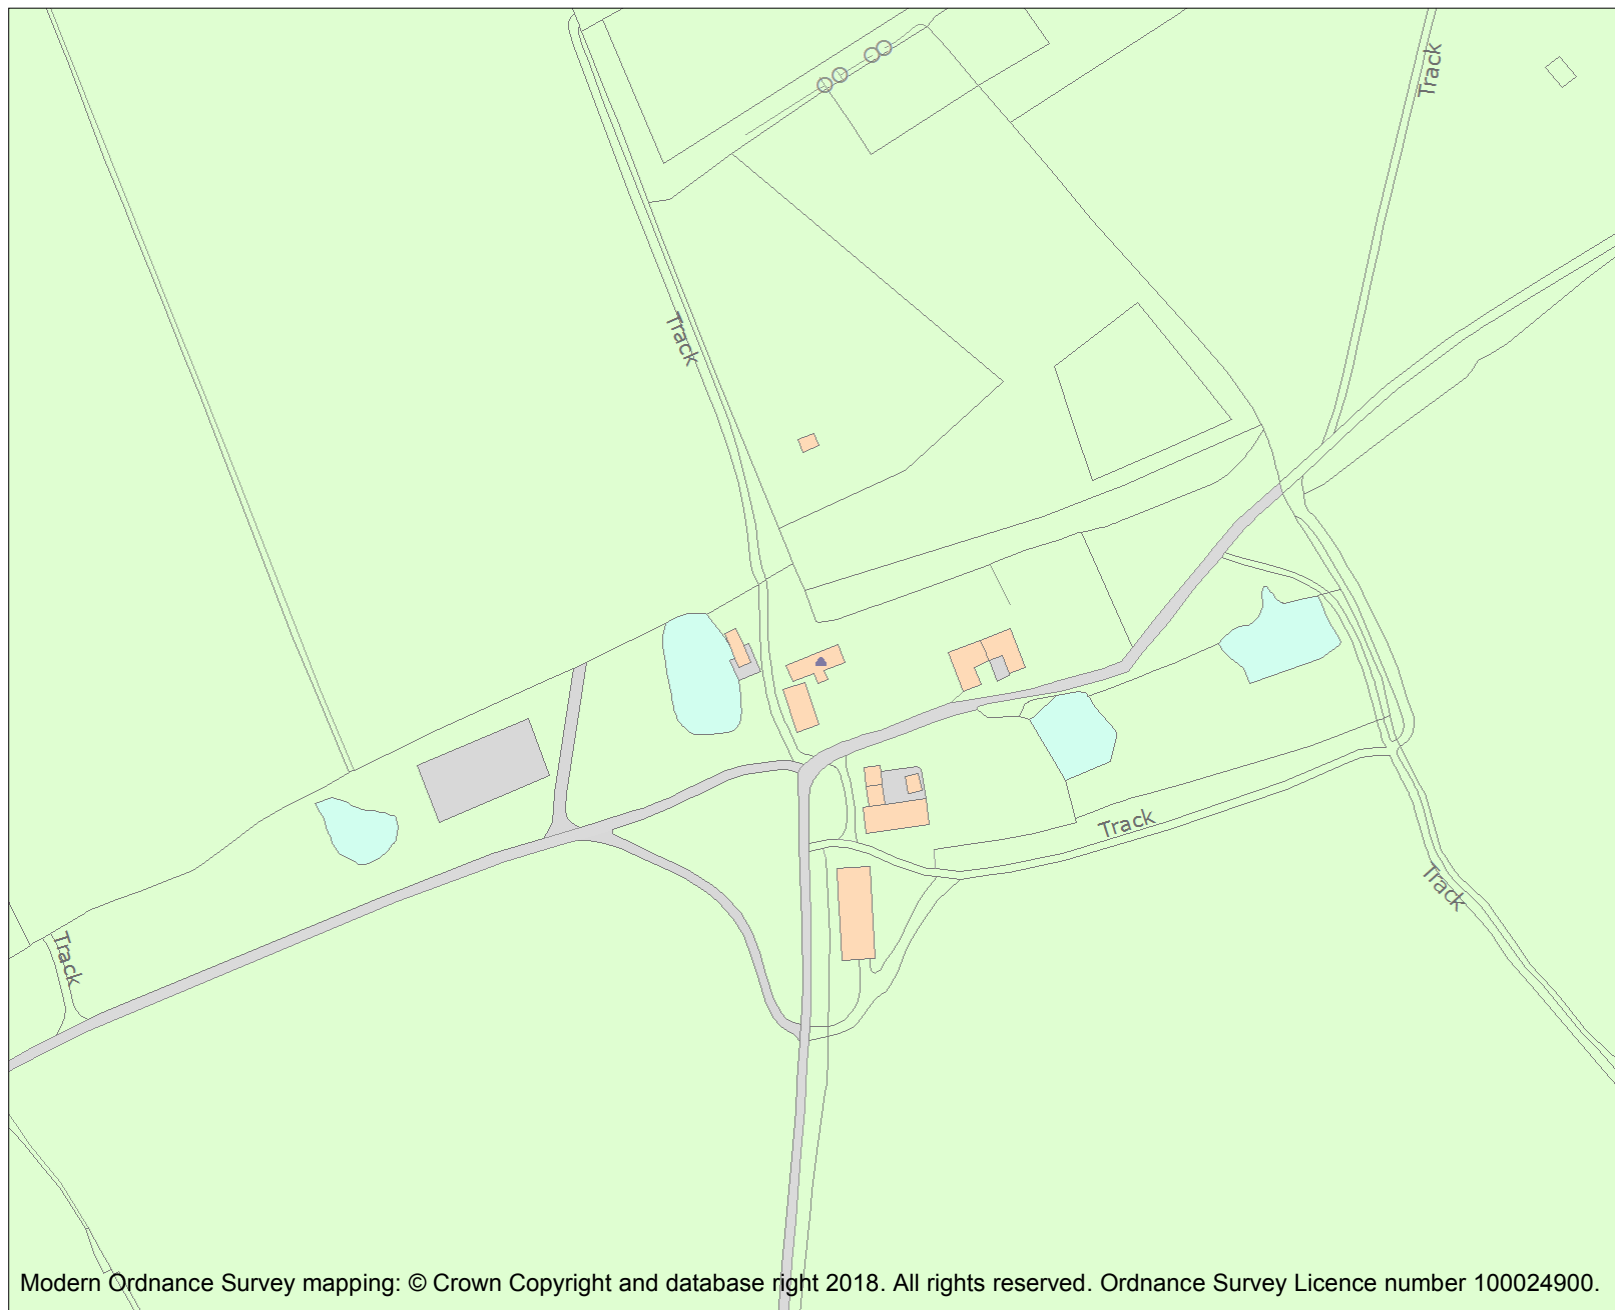 Track
Track
Track
Track
Track
Modern Ordnance Survey mapping: © Crown Copyright and database right 2018. All rights reserved. Ordnance Survey Licence number 100024900.